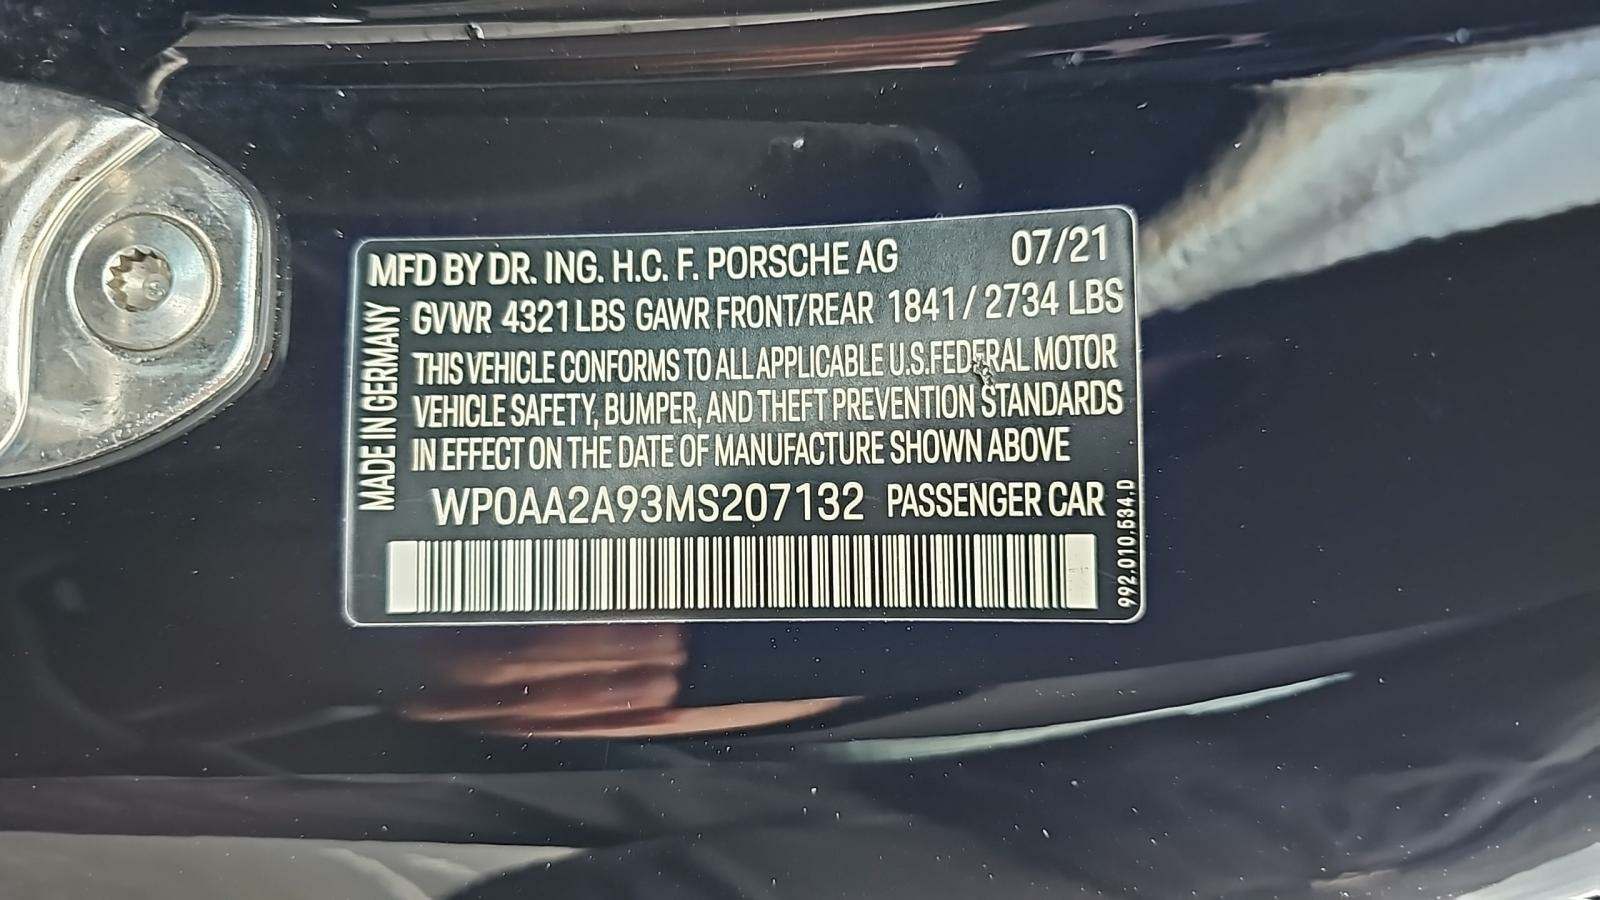 MFD BY DR. ING. H.C. F. PORSCHE AG 07/21
GVWR 4321 LBS GAWR FRONT/REAR 1841 / 2734 LBS
THIS VEHICLE CONFORMS TO ALL APPLICABLE U.S.FEDERAL MOTOR
VEHICLE SAFETY, BUMPER, AND THEFT PREVENTION STANDARDS
IN EFFECT ON THE DATE OF MANUFACTURE SHOWN ABOVE
WP0AA2A93MS207132 PASSENGER CAR
MADE IN GERMANY
992.010.534.D